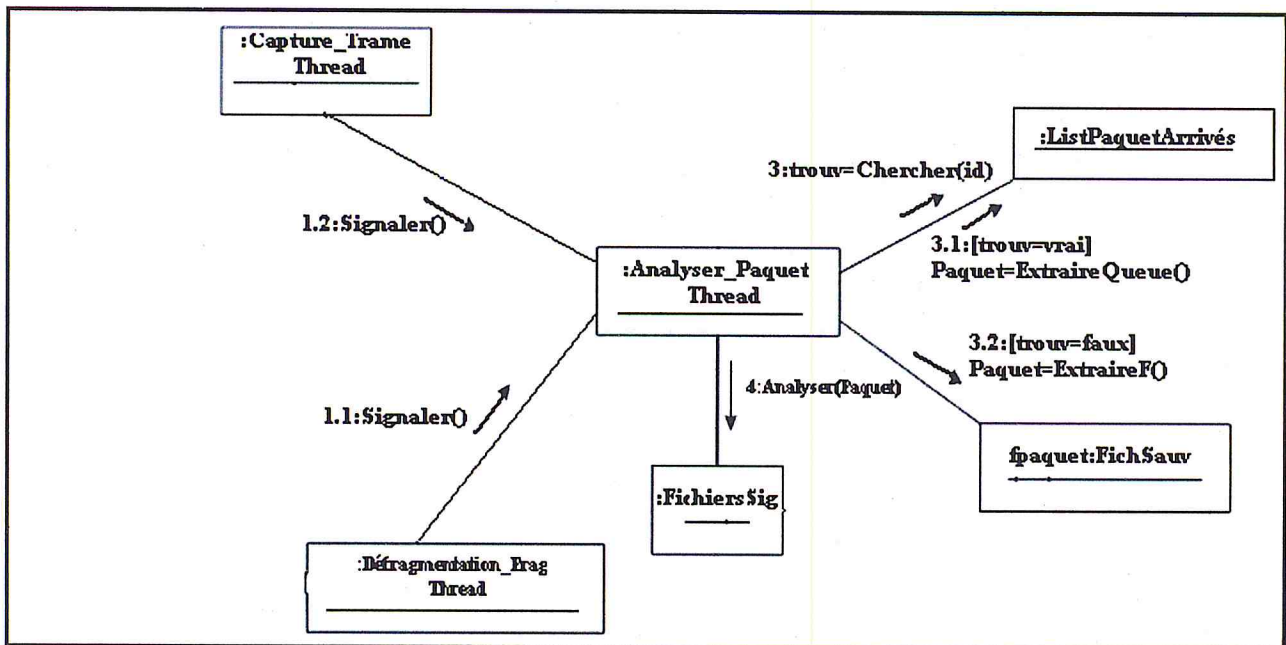 :Capture_Trame
Thread
:ListPaquetArrivés
3:trouv=Chercher(id)
1.2:Signaler()
3.1:[trouv=vrai]
Paquet=ExtraireQueue()
:Analyser_Paquet
Thread
3.2:[trouv=faux]
Paquet=ExtraireF()
4:Analyser(Paquet)
1.1:Signaler()
fpaquet:FichSauv
:FichiersSig
:Défragmentation_Frag
Thread